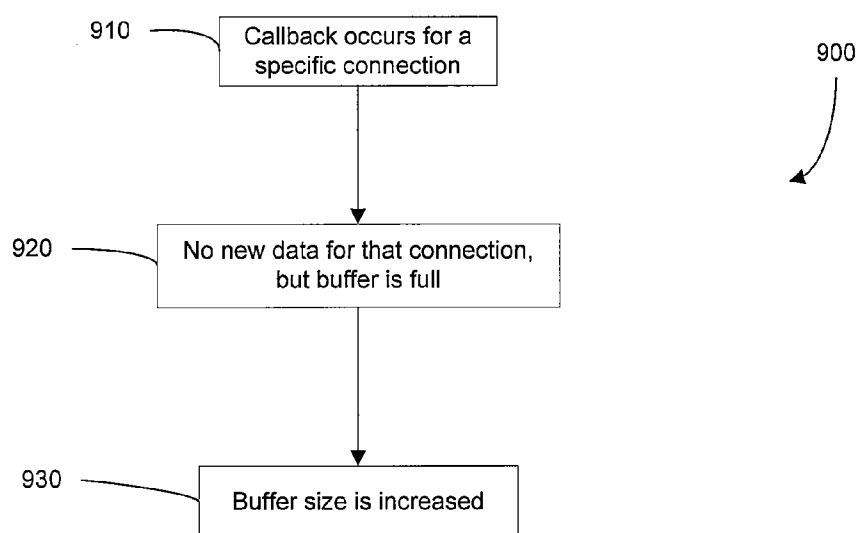 910
Callback occurs for a
specific connection
900
920
No new data for that connection,
but buffer is full
930
Buffer size is increased